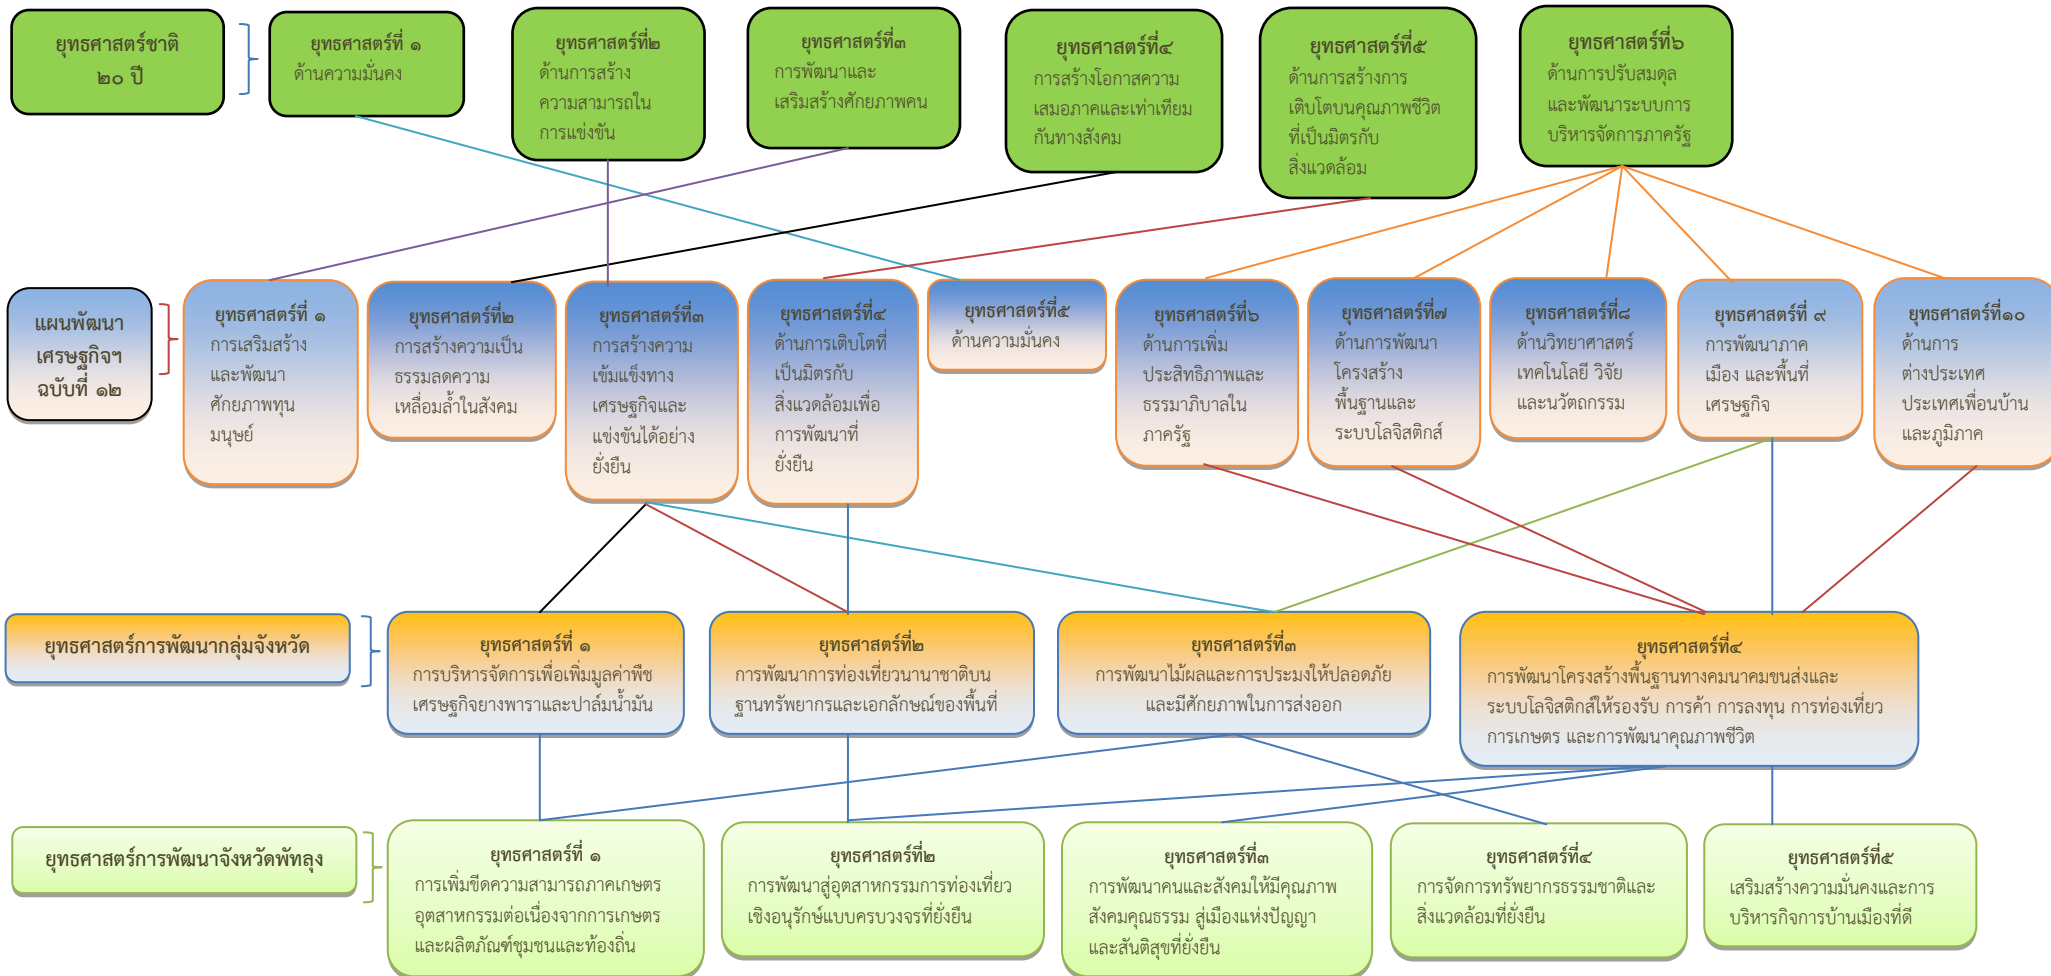 ยุทธศาสตร์ชาติ
๒๐ ปี
ยุทธศาสตร์ที่ ๑
ด้านความมั่นคง
ยุทธศาสตร์ที่๒
ด้านการสร้าง
ความสามารถใน
การแข่งขัน
ยุทธศาสตร์ที่๓
การพัฒนาและ
เสริมสร้างศักยภาพคน
ยุทธศาสตร์ที่๔
การสร้างโอกาสความ
เสมอภาคและเท่าเทียม
กันทางสังคม
ยุทธศาสตร์ที่๕
ด้านการสร้างการ
เติบโตบนคุณภาพชีวิต
ที่เป็นมิตรกับ
สิ่งแวดล้อม
ยุทธศาสตร์ที่๖
ด้านการปรับสมดุล
และพัฒนาระบบการ
บริหารจัดการภาครัฐ
แผนพัฒนา
เศรษฐกิจฯ
ฉบับที่ ๑๒
ยุทธศาสตร์ที่ ๑
การเสริมสร้าง
และพัฒนา
ศักยภาพทุน
มนุษย์
ยุทธศาสตร์ที่๒
การสร้างความเป็น
ธรรมลดความ
เหลื่อมล้ำในสังคม
ยุทธศาสตร์ที่๓
การสร้างความ
เข้มแข็งทาง
เศรษฐกิจและ
แข่งขันได้อย่าง
ยั่งยืน
ยุทธศาสตร์ที่๔
ด้านการเติบโตที่
เป็นมิตรกับ
สิ่งแวดล้อมเพื่อ
การพัฒนาที่
ยั่งยืน
ยุทธศาสตร์ที่๕
ด้านความมั่นคง
ยุทธศาสตร์ที่๖
ด้านการเพิ่ม
ประสิทธิภาพและ
ธรรมาภิบาลใน
ภาครัฐ
ยุทธศาสตร์ที่๗
ด้านการพัฒนา
โครงสร้าง
พื้นฐานและ
ระบบโลจิสติกส์
ยุทธศาสตร์ที่๘
ด้านวิทยาศาสตร์
เทคโนโลยี วิจัย
และนวัตถกรรม
ยุทธศาสตร์ที่ ๙
การพัฒนาภาค
เมือง และพื้นที่
เศรษฐกิจ
ยุทธศาสตร์ที่๑๐
ด้านการ
ต่างประเทศ
ประเทศเพื่อนบ้าน
และภูมิภาค
ยุทธศาสตร์การพัฒนากลุ่มจังหวัด
ยุทธศาสตร์ที่ ๑
การบริหารจัดการเพื่อเพิ่มมูลค่าพืช
เศรษฐกิจยางพาราและปาล์มน้ำมัน
ยุทธศาสตร์ที่๒
การพัฒนาการท่องเที่ยวนานาชาติบน
ฐานทรัพยากรและเอกลักษณ์ของพื้นที่
ยุทธศาสตร์ที่๓
การพัฒนาไม้ผลและการประมงให้ปลอดภัย
และมีศักยภาพในการส่งออก
ยุทธศาสตร์ที่๔
การพัฒนาโครงสร้างพื้นฐานทางคมนาคมขนส่งและ
ระบบโลจิสติกส์ให้รองรับ การค้า การลงทุน การท่องเที่ยว
การเกษตร และการพัฒนาคุณภาพชีวิต
ยุทธศาสตร์การพัฒนาจังหวัดพัทลุง
ยุทธศาสตร์ที่ ๑
การเพิ่มขีดความสามารถภาคเกษตร
อุตสาหกรรมต่อเนื่องจากการเกษตร
และผลิตภัณฑ์ชุมชนและท้องถิ่น
ยุทธศาสตร์ที่๒
การพัฒนาสู่อุตสาหกรรมการท่องเที่ยว
เชิงอนุรักษ์แบบครบวงจรที่ยั่งยืน
ยุทธศาสตร์ที่๓
การพัฒนาคนและสังคมให้มีคุณภาพ
สังคมคุณธรรม สู่เมืองแห่งปัญญา
และสันติสุขที่ยั่งยืน
ยุทธศาสตร์ที่๔
การจัดการทรัพยากรธรรมชาติและ
สิ่งแวดล้อมที่ยั่งยืน
ยุทธศาสตร์ที่๕
เสริมสร้างความมั่นคงและการ
บริหารกิจการบ้านเมืองที่ดี